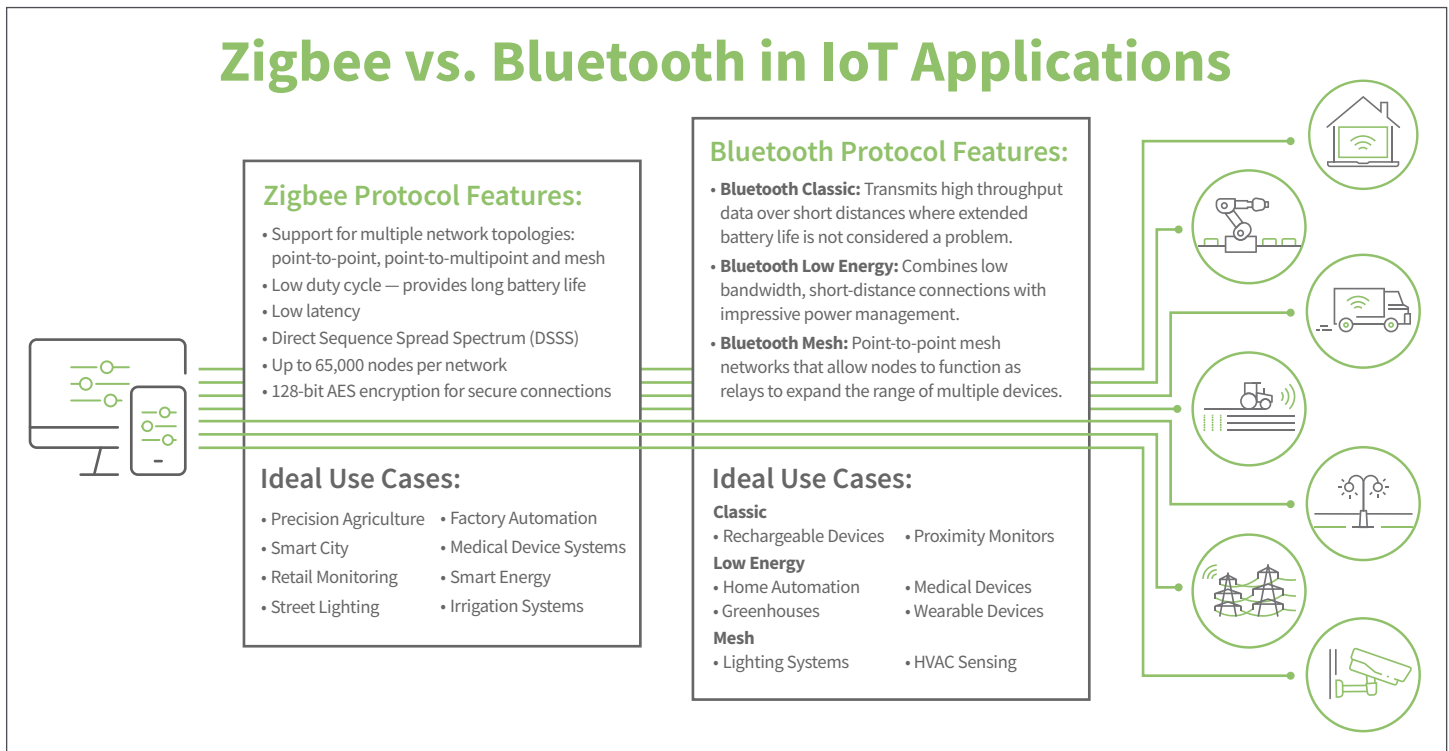 Zigbee vs. Bluetooth in IoT Applications
Zigbee Protocol Features:
• Support for multiple network topologies:
point-to-point, point-to-multipoint and mesh
• Low duty cycle — provides long battery life
• Low latency
• Direct Sequence Spread Spectrum (DSSS)
• Up to 65,000 nodes per network
• 128-bit AES encryption for secure connections
Ideal Use Cases:
• Precision Agriculture
• Smart City
• Retail Monitoring
• Street Lighting
• Factory Automation
• Medical Device Systems
• Smart Energy
• Irrigation Systems
Bluetooth Protocol Features:
• Bluetooth Classic: Transmits high throughput
data over short distances where extended
battery life is not considered a problem.
• Bluetooth Low Energy: Combines low
bandwidth, short-distance connections with
impressive power management.
• Bluetooth Mesh: Point-to-point mesh
networks that allow nodes to function as
relays to expand the range of multiple devices.
Ideal Use Cases:
Classic
• Rechargeable Devices • Proximity Monitors
Low Energy
• Home Automation • Medical Devices
• Greenhouses • Wearable Devices
Mesh
• Lighting Systems • HVAC Sensing